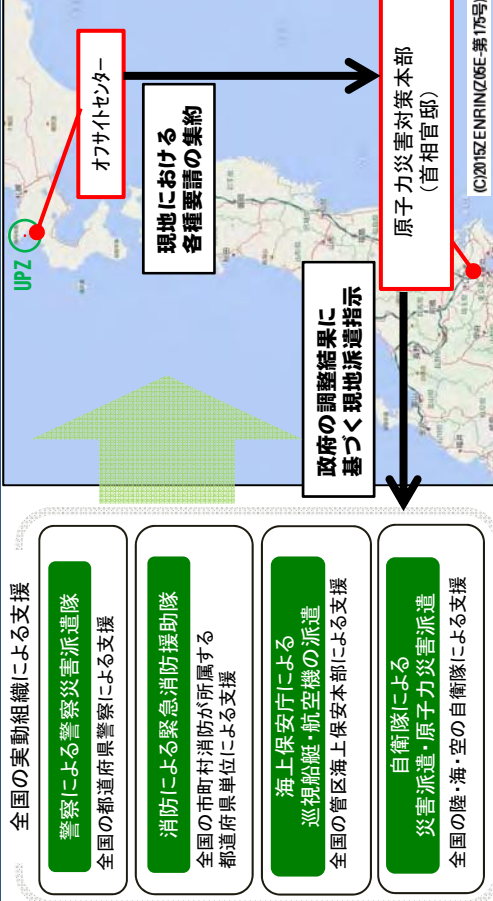 全国の実動組織による支援
警察による警察災害派遣隊
全国の都道府県警察による支援
消防による緊急消防援助隊
全国の市町村消防が所属する
都道府県単位による支援
海上保安庁による
巡視船艇・航空機の派遣
全国の管区海上保安本部による支援
自衛隊による
災害派遣・原子力災害派遣
全国の陸・海・空の自衛隊による支援
UPZ
オフサイトセンター
現地における
各種要請の集約
政府の調整結果に
基づく現地派遣指示
原子力災害対策本部
(首相官邸)
(C)2015ZENRIN(Z05E-第175号)